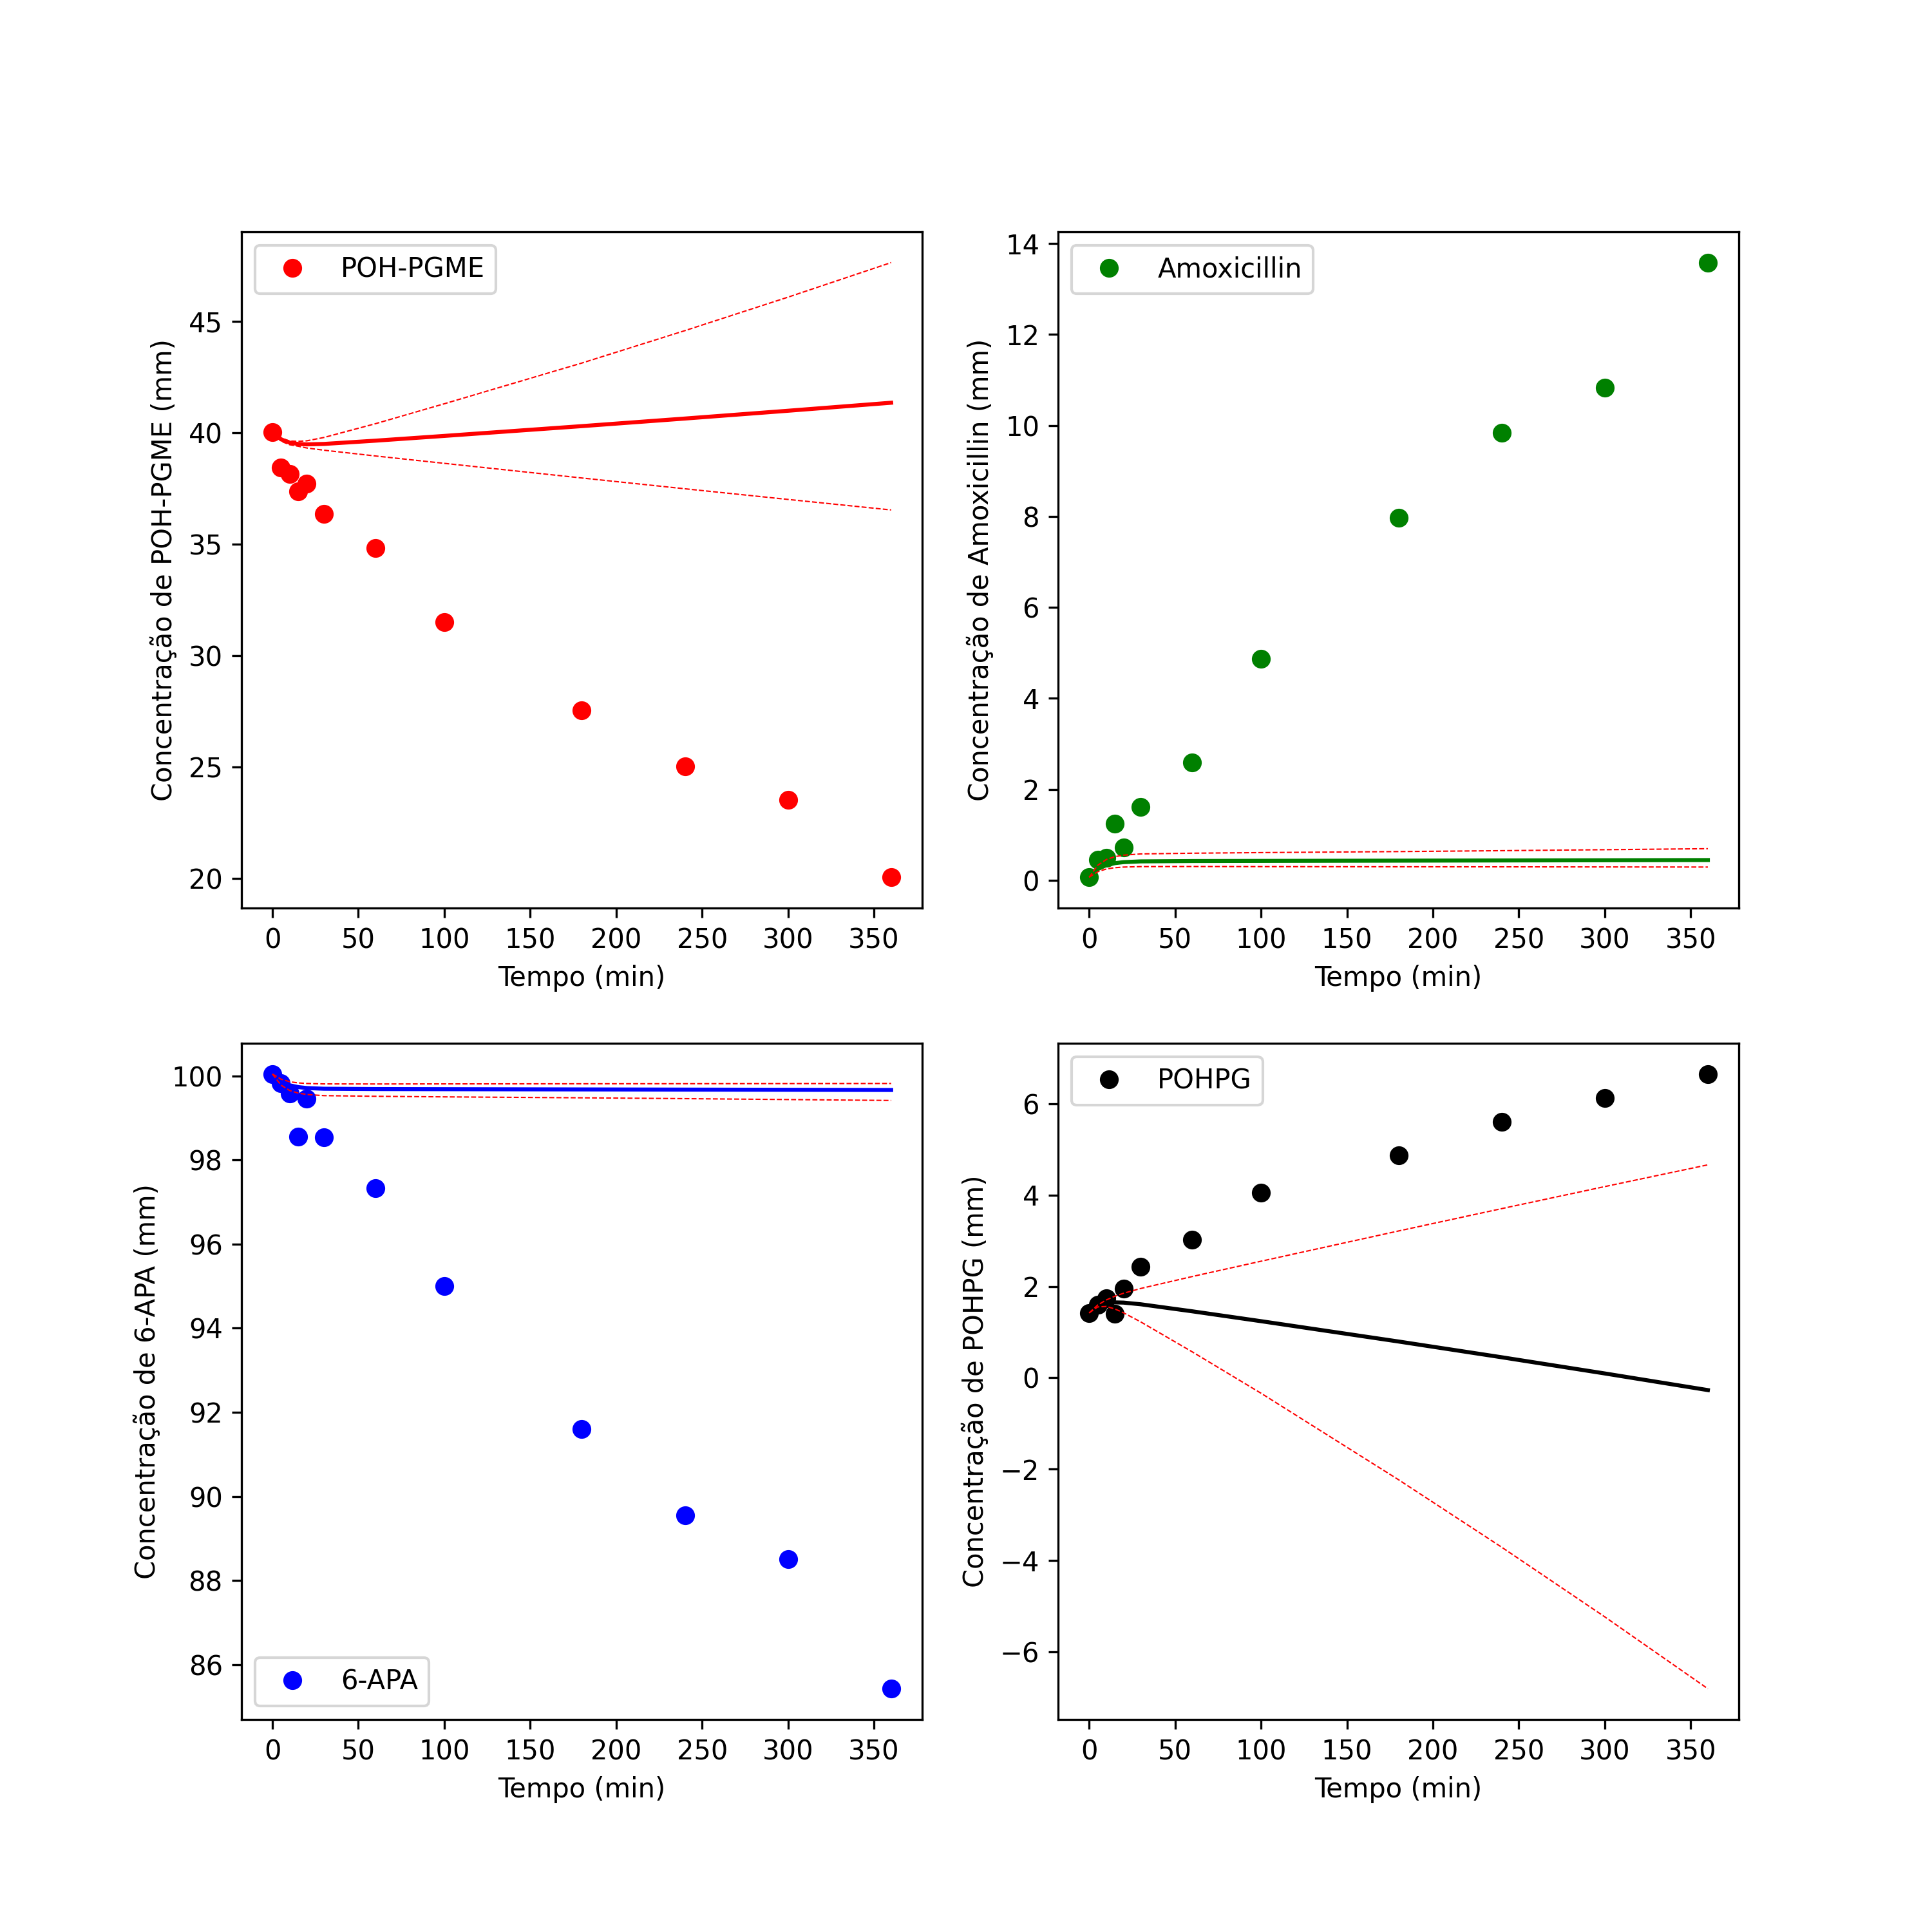 POH-PGME
Concentração de POH-PGME (mm)
45
40
35
30
25
20
0 50 100 150 200 250 300 350
Tempo (min)
Amoxicillin
Concentração de Amoxicillin (mm)
14
12
10
8
6
4
2
0
0 50 100 150 200 250 300 350
Tempo (min)
6-APA
Concentração de 6-APA (mm)
100
98
96
94
92
90
88
86
0 50 100 150 200 250 300 350
Tempo (min)
POHPG
Concentração de POHPG (mm)
6
4
2
0
−2
−4
−6
0 50 100 150 200 250 300 350
Tempo (min)